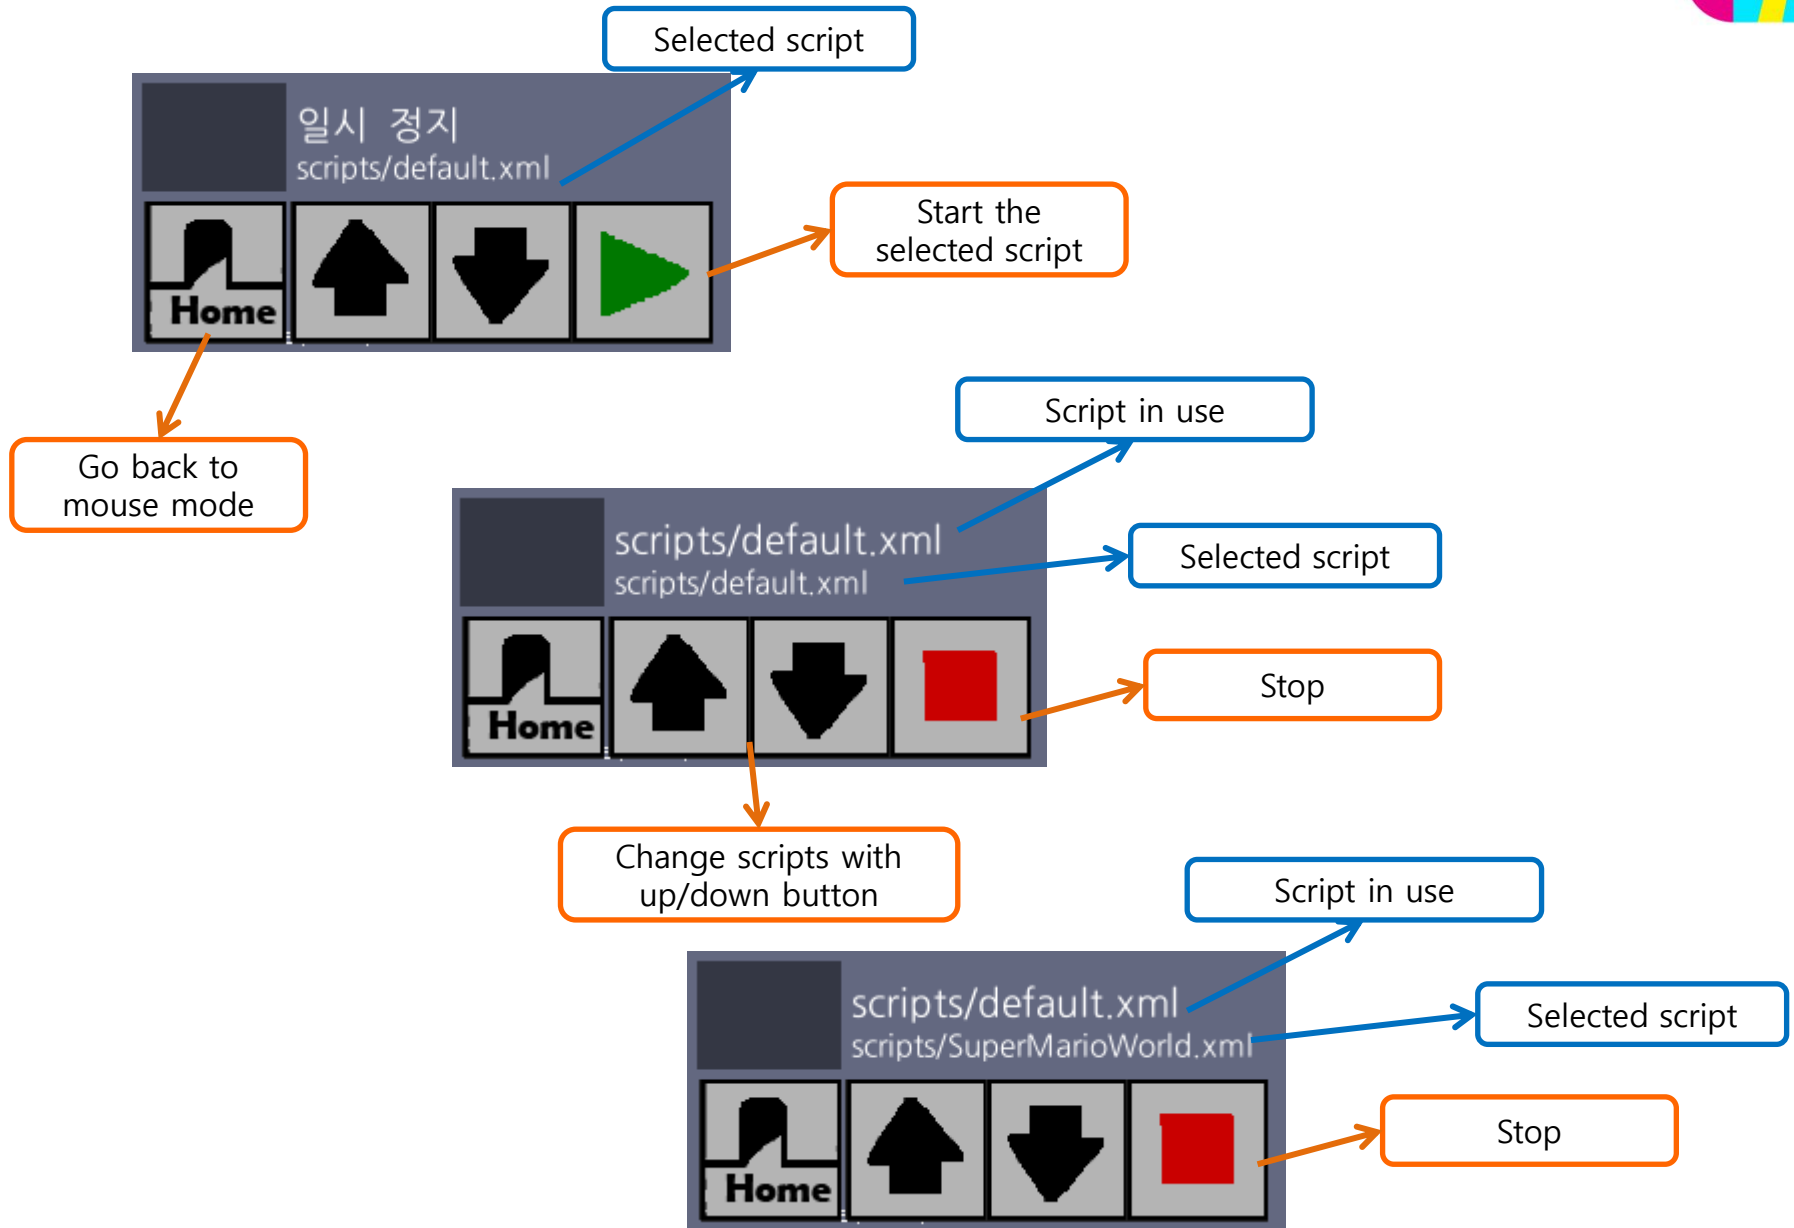 Selected script
일시 정지
scripts/default.xml
Start the
selected script
Home
Go back to
mouse mode
Script in use
scripts/default.xml
scripts/default.xml
Selected script
Home
Stop
Change scripts with
up/down button
Script in use
scripts/default.xml
scripts/SuperMarioWorld.xml
Selected script
Home
Stop